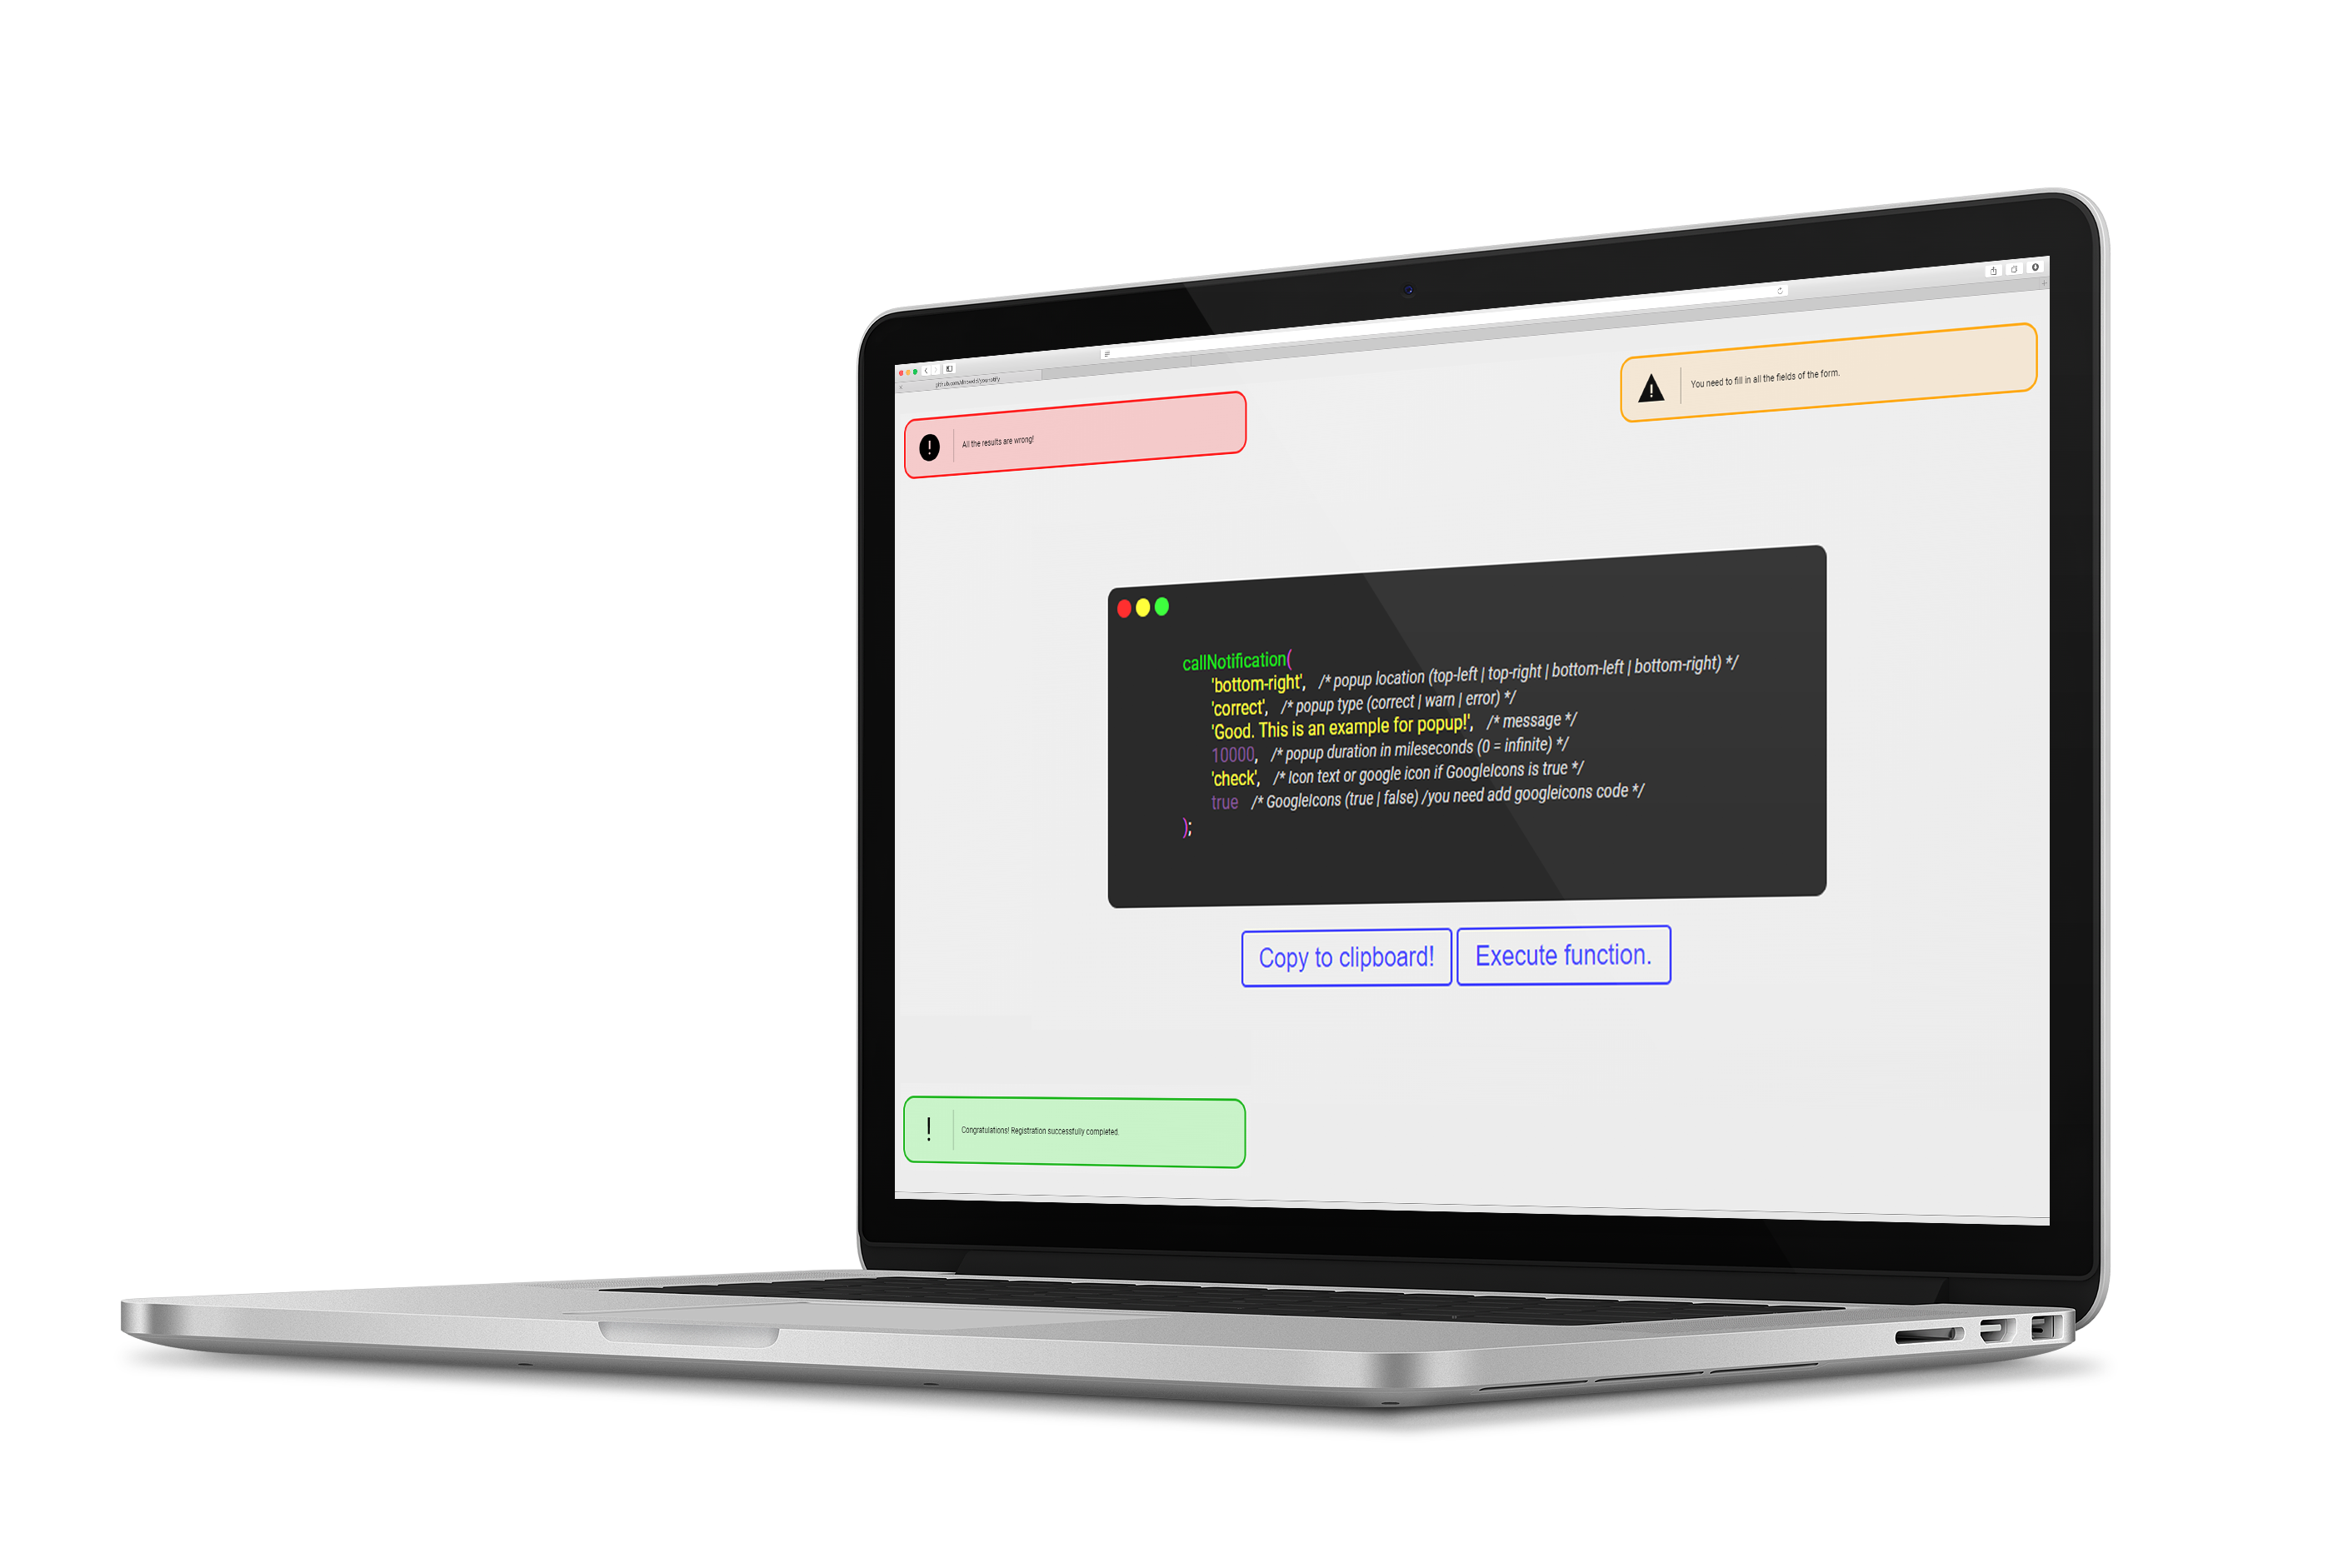 All the results are wrong!
You need to fill in all the fields of the form.
callNotification(
'bottom-right', /* popup location (top-left | top-right | bottom-left | bottom-right) */
'correct', /* popup type (correct | warn | error) */
'Good. This is an example for popup!', /* message */
10000, /* popup duration in mileseconds (0 = infinite) */
'check', /* Icon text or google icon if GoogleIcons is true */
true /* GoogleIcons (true | false) /you need add googleicons code */
);
Copy to clipboard! Execute function.
! Congratulations! Registration successfully completed.